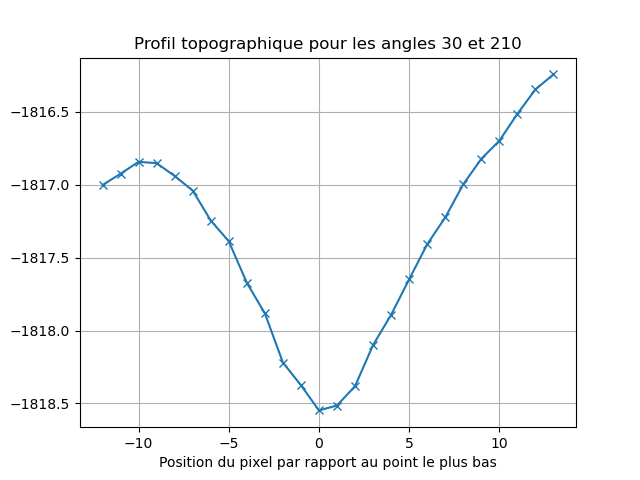 Profil topographique pour les angles 30 et 210
−1816.5
−1817.0
−1817.5
−1818.0
−1818.5
−10 −5 0 5 10
Position du pixel par rapport au point le plus bas